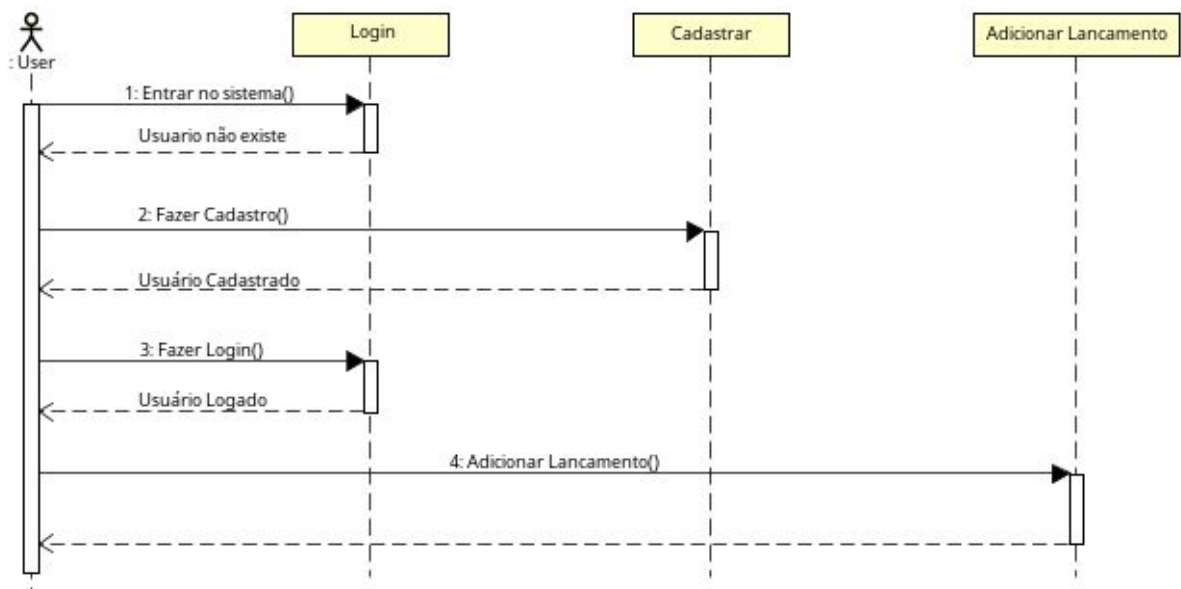 Login
Cadastrar
Adicionar Lancamento
: User
1: Entrar no sistema()
Usuario não existe
2: Fazer Cadastro()
Usuário Cadastrado
3: Fazer Login()
Usuário Logado
4: Adicionar Lancamento()